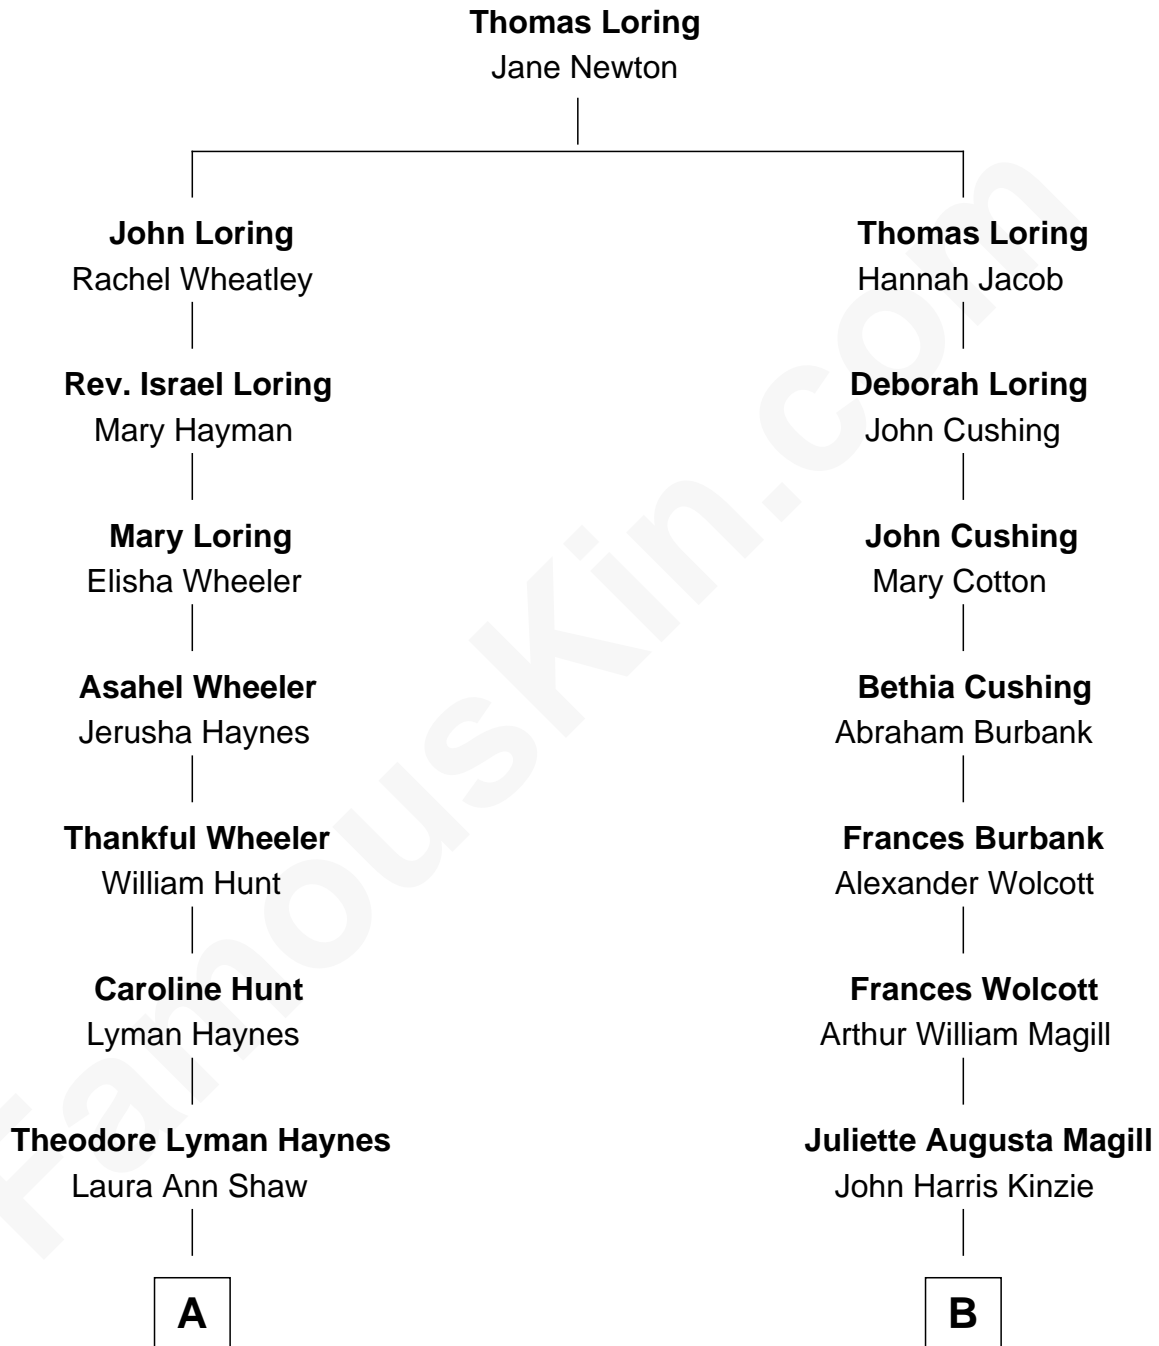 Thomas Loring
Jane Newton
John Loring
Rachel Wheatley
Thomas Loring
Hannah Jacob
Rev. Israel Loring
Mary Hayman
Deborah Loring
John Cushing
Mary Loring
Elisha Wheeler
John Cushing
Mary Cotton
Asahel Wheeler
Jerusha Haynes
Bethia Cushing
Abraham Burbank
Thankful Wheeler
William Hunt
Frances Burbank
Alexander Wolcott
Caroline Hunt
Lyman Haynes
Frances Wolcott
Arthur William Magill
Theodore Lyman Haynes
Laura Ann Shaw
Juliette Augusta Magill
John Harris Kinzie
A
B
FamousKin.com